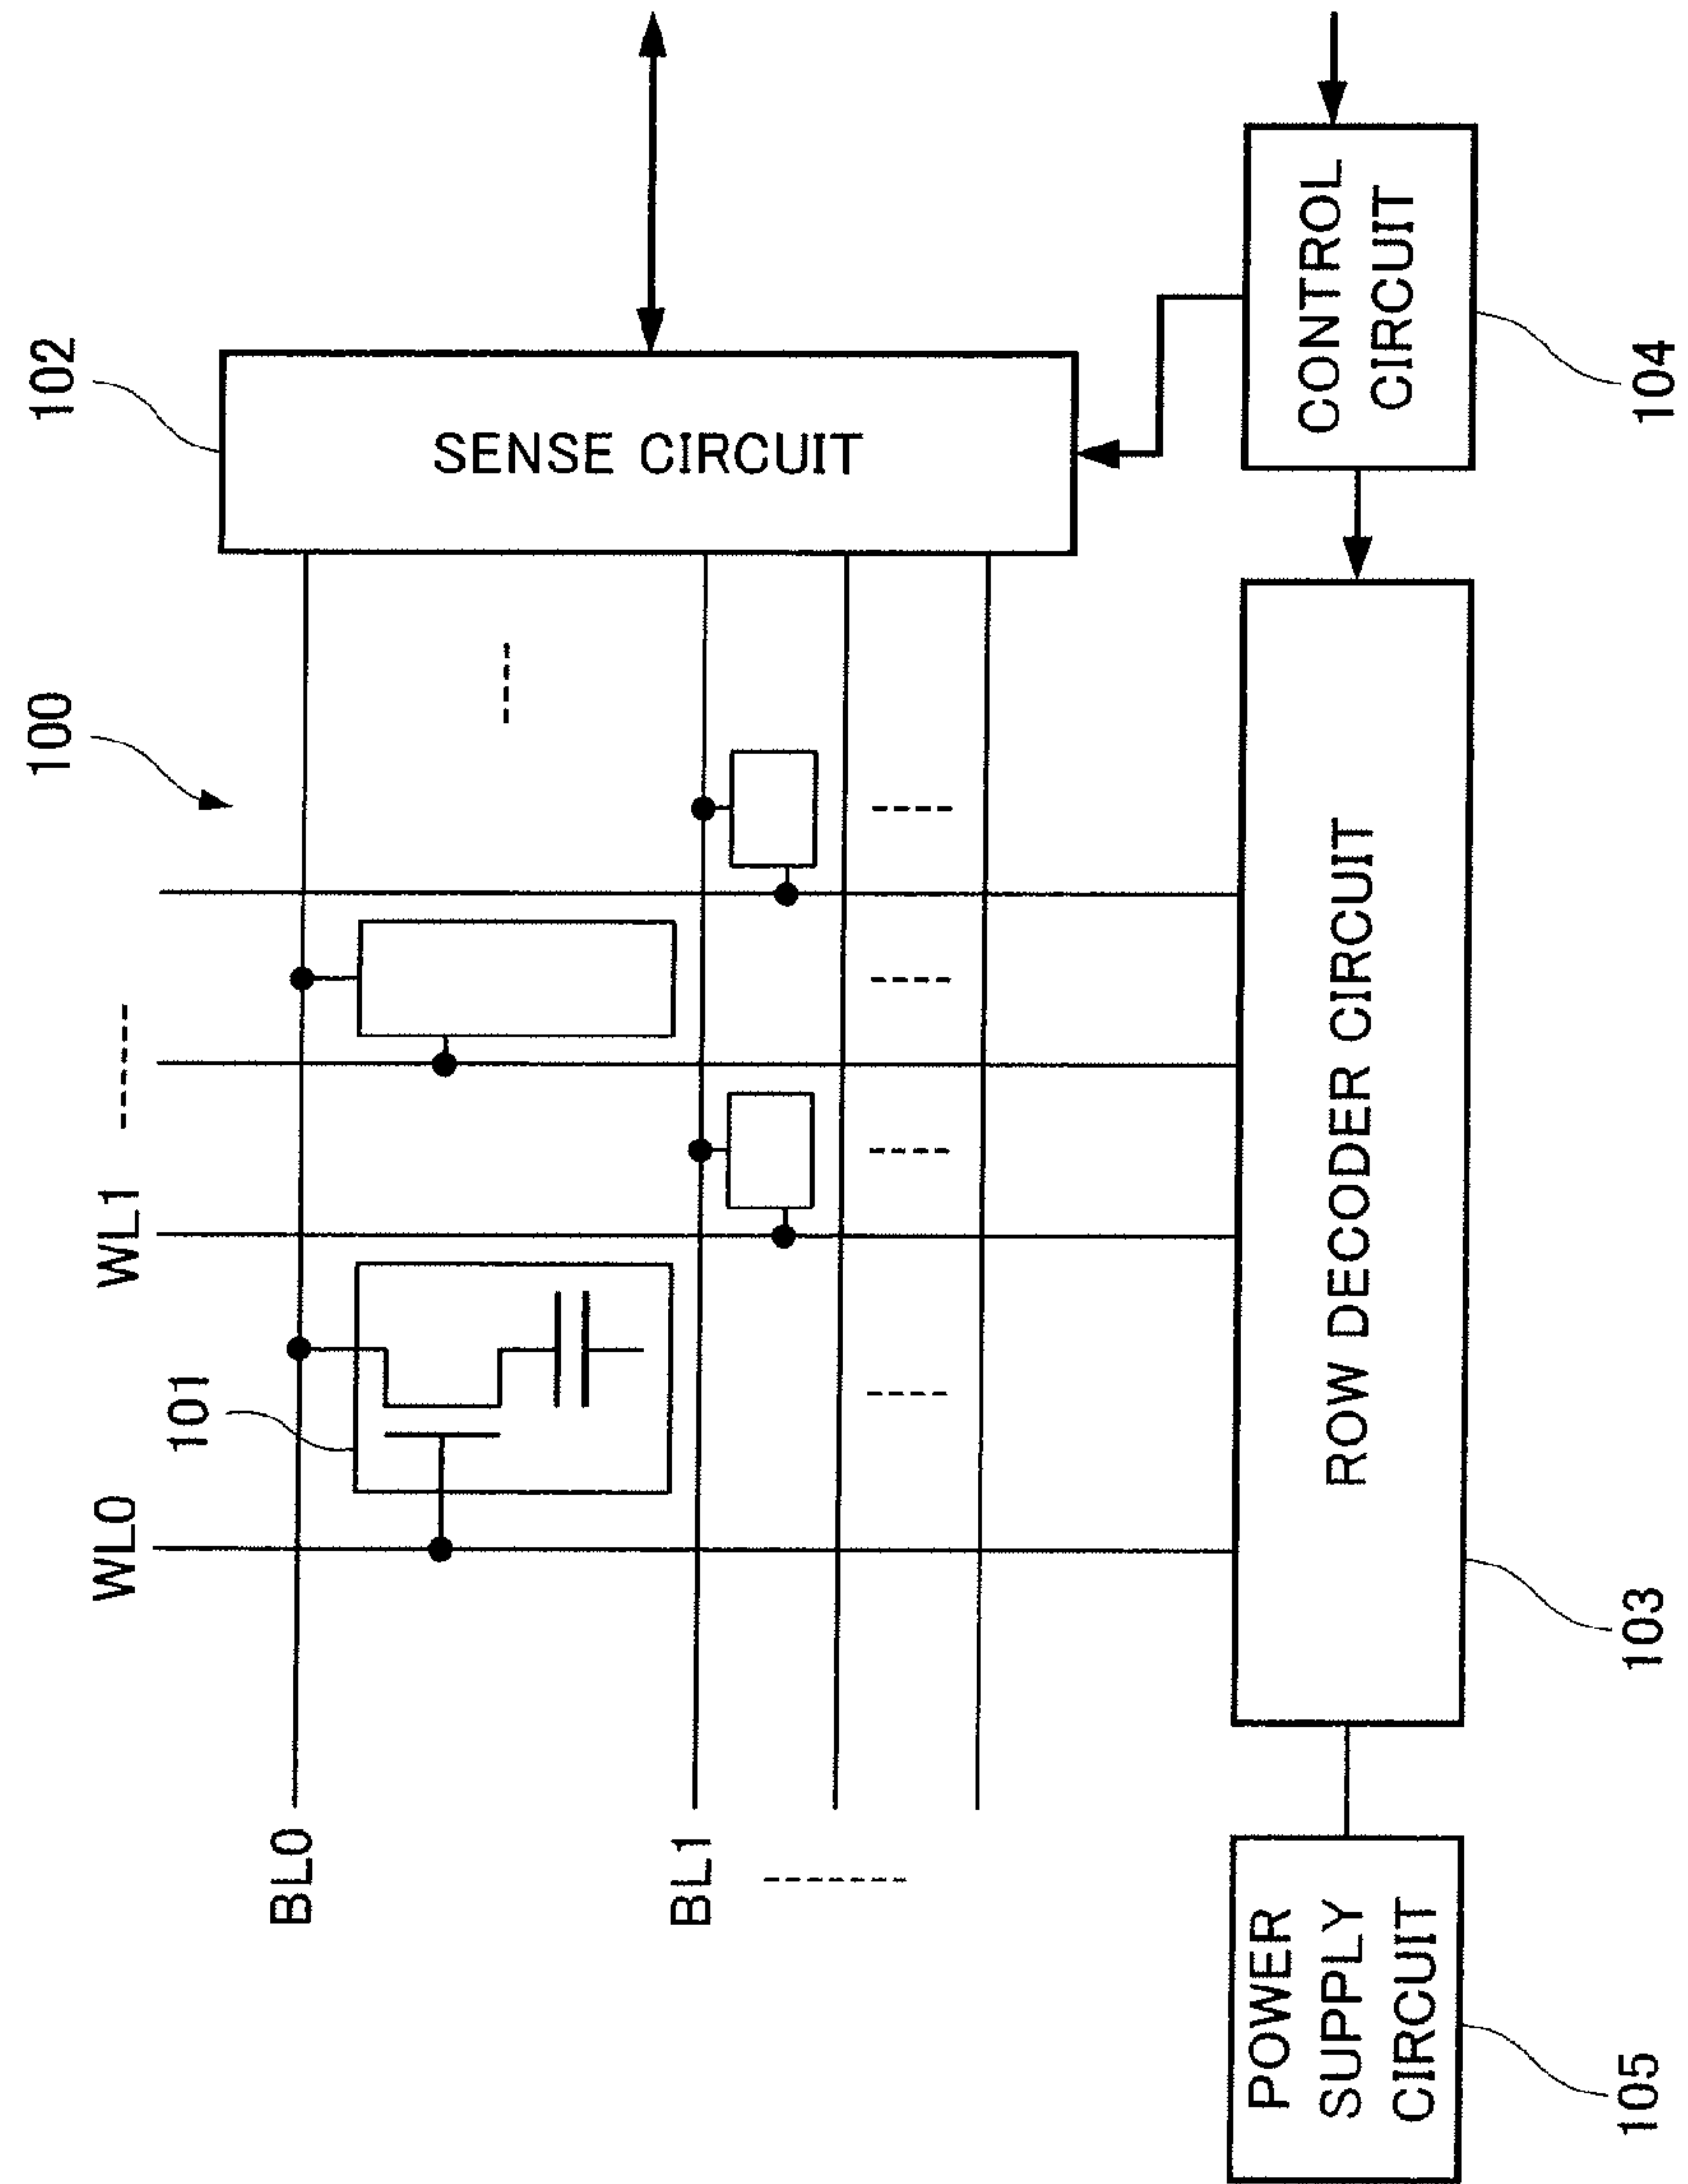 100
102
SENSE CIRCUIT
WL0
WL1
101
BL0
BL1
CONTROL
CIRCUIT
104
ROW DECODER CIRCUIT
103
POWER
SUPPLY
CIRCUIT
105